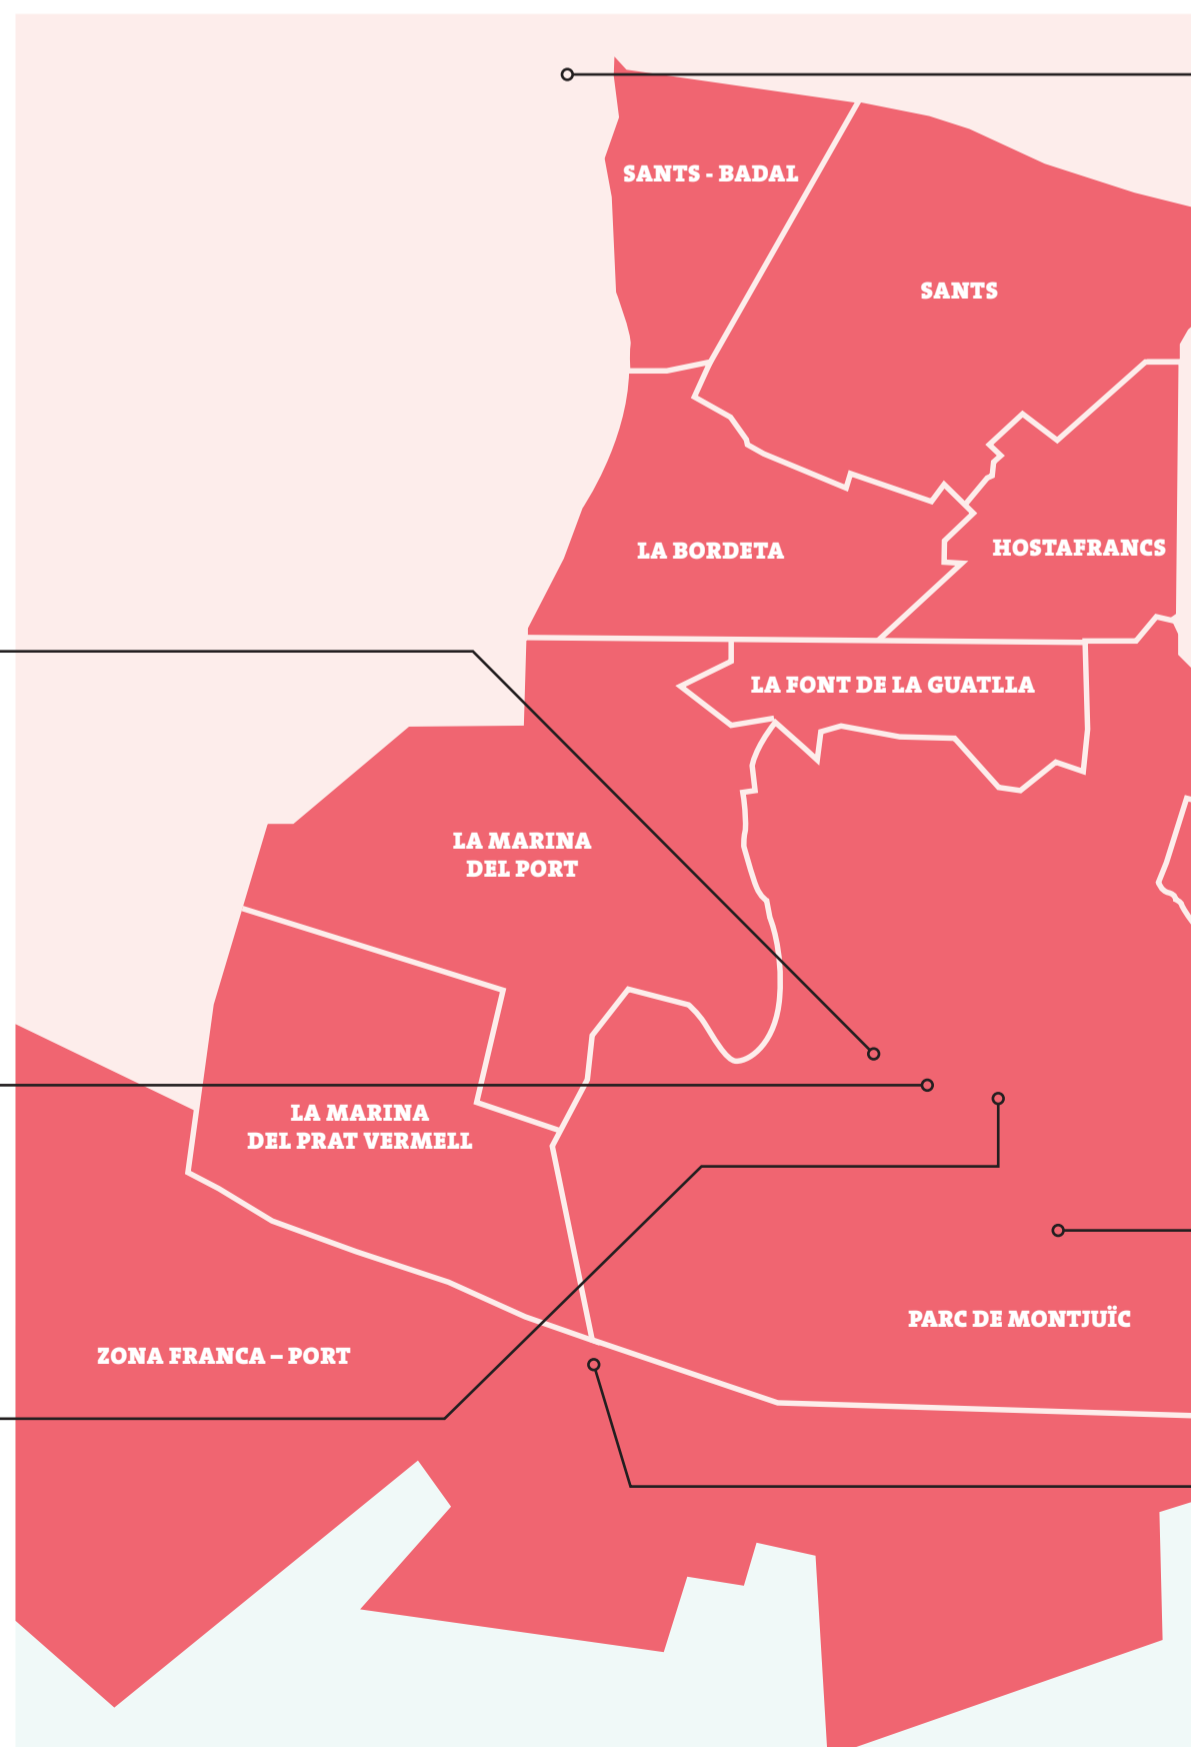 SANTS - BADAL
SANTS
LA BORDETA
HOSTAFRANCS
LA FONT DE LA GUATLLA
LA MARINA
DEL PORT
LA MARINA
DEL PRAT VERMELL
PARC DE MONTJUÏC
ZONA FRANCA – PORT